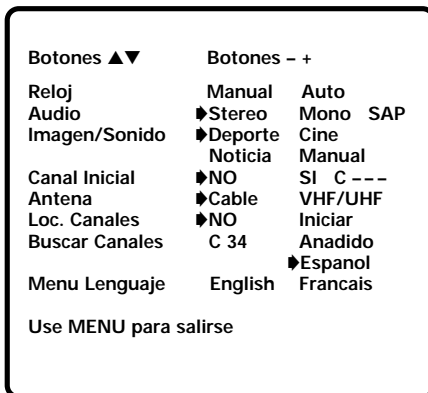 Botones ▲▼ Botones – +
Reloj Manual Auto
Audio ➧Stereo Mono SAP
Imagen/Sonido ➧Deporte Cine
Noticia Manual
Canal Inicial ➧NO SI C – – –
Antena ➧Cable VHF/UHF
Loc. Canales ➧NO Iniciar
Buscar Canales C 34 Anadido
➧Espanol
Menu Lenguaje English Francais
Use MENU para salirse